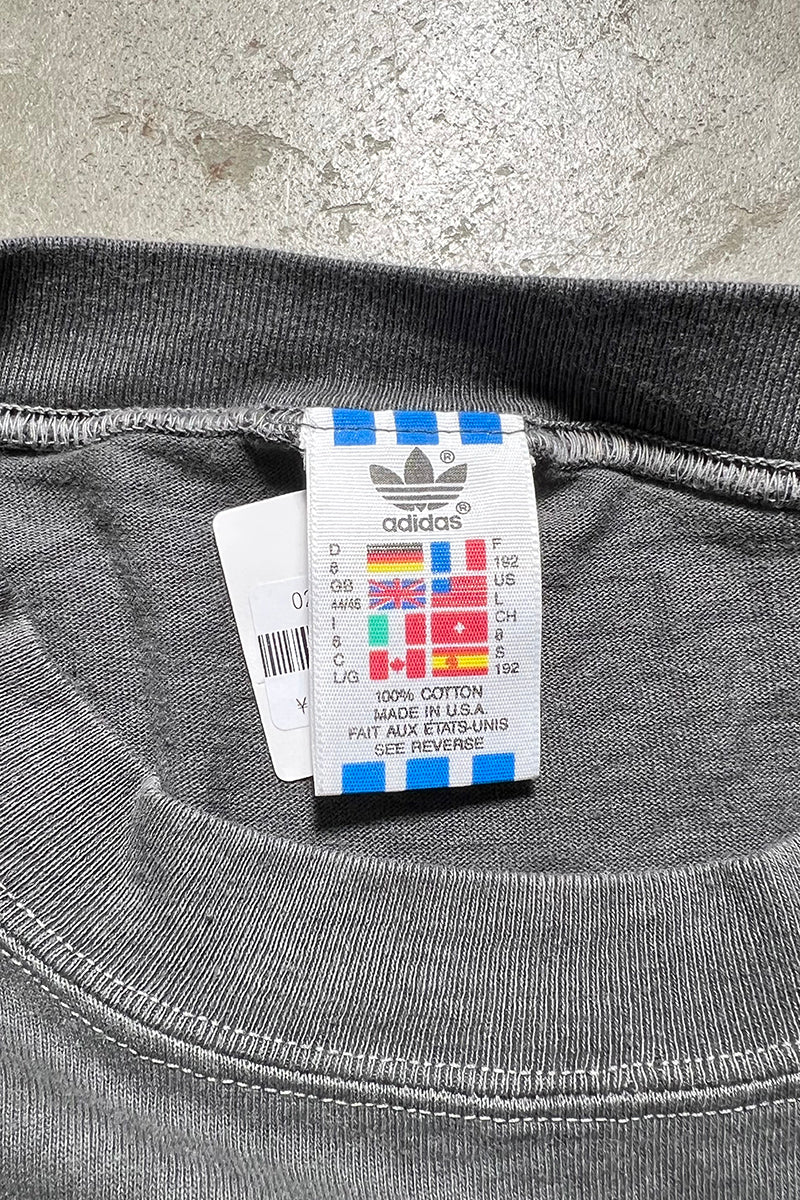 ®
adidas®
D
8
GB
44/46
I
8
C
L/G
F
192
US
L
CH
8
S
192
100% COTTON
MADE IN U.S.A.
FAIT AUX ÉTATS-UNIS
SEE REVERSE
02
¥